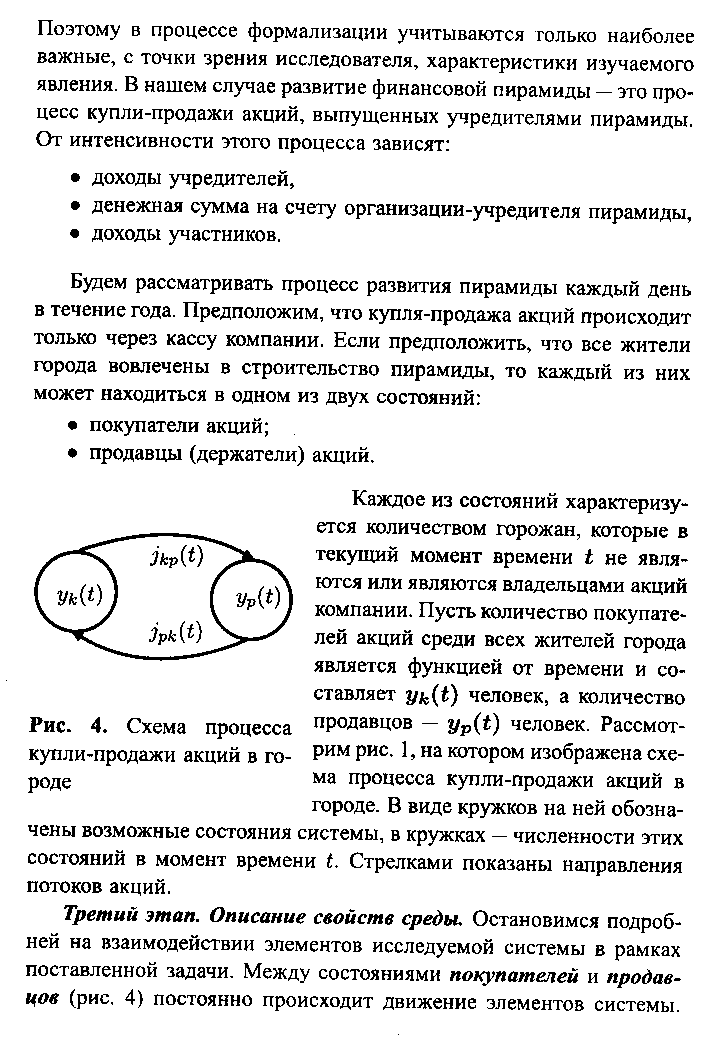 Поэтому в процессе формализации учитываются только наиболее
важные, с точки зрения исследователя, характеристики изучаемого
явления. В нашем случае развитие финансовой пирамиды — это про-
цесс купли-продажи акций, выпущенных учредителями пирамиды.
От интенсивности этого процесса зависят:
• доходы учредителей,
• денежная сумма на счету организации-учредителя пирамиды,
• доходы участников.
Будем рассматривать процесс развития пирамиды каждый день
в течение года. Предположим, что купля-продажа акций происходит
только через кассу компании. Если предположить, что все жители
города вовлечены в строительство пирамиды, то каждый из них
может находиться в одном из двух состояний:
• покупатели акций;
• продавцы (держатели) акций.
jkp(t)
yk(t)
yp(t)
jpk(t)
Рис. 4. Схема процесса
купли-продажи акций в го-
роде
Каждое из состояний характеризу-
ется количеством горожан, которые в
текущий момент времени t не явля-
ются или являются владельцами акций
компании. Пусть количество покупате-
лей акций среди всех жителей города
является функцией от времени и со-
ставляет yk(t) человек, а количество
продавцов — yp(t) человек. Рассмот-
рим рис. 1, на котором изображена схе-
ма процесса купли-продажи акций в
городе. В виде кружков на ней обозна-
чены возможные состояния системы, в кружках — численности этих
состояний в момент времени t. Стрелками показаны направления
потоков акций.
Третий этап. Описание свойств среды. Остановимся подроб-
ней на взаимодействии элементов исследуемой системы в рамках
поставленной задачи. Между состояниями покупателей и продав-
цов (рис. 4) постоянно происходит движение элементов системы.